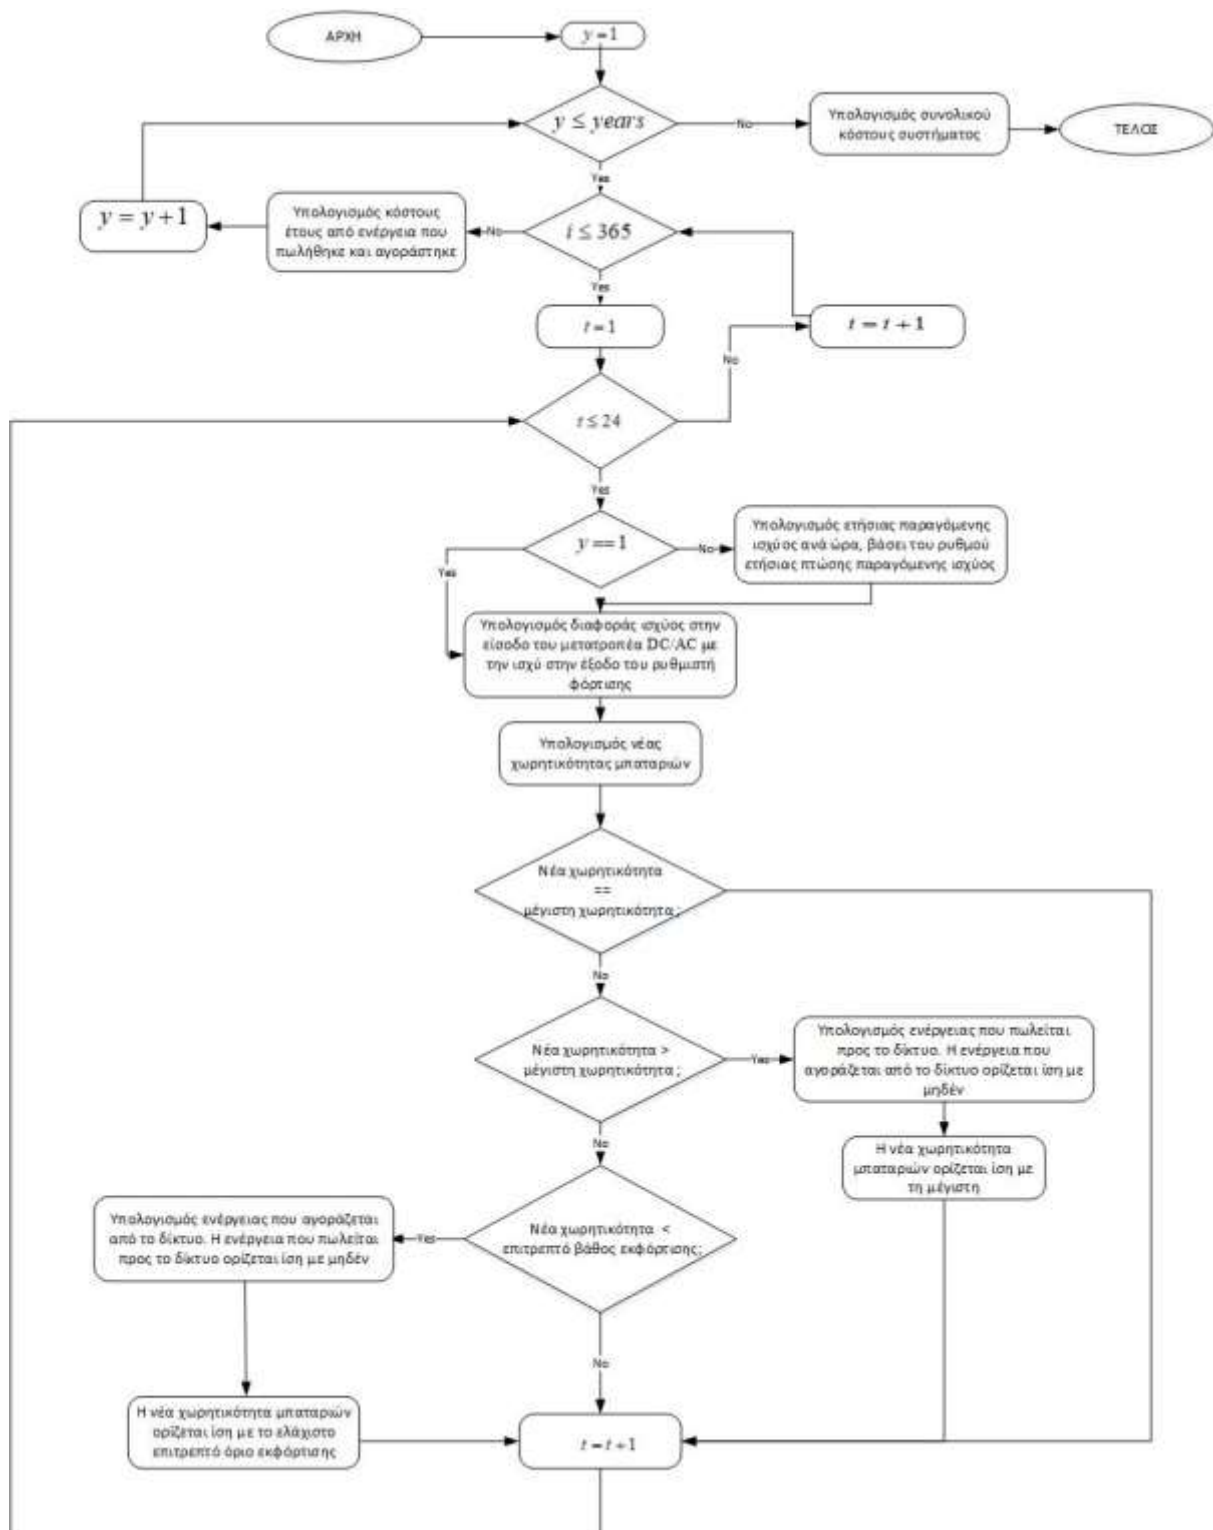 ΑΡΧΗ
y = 1
y ≤ years
No
Υπολογισμός συνολικού
κόστους συστήματος
ΤΕΛΟΣ
Yes
y = y + 1
Υπολογισμός κόστους
έτους από ενέργεια που
πωλήθηκε και αγοράστηκε
No
i ≤ 365
Yes
t = 1
t = t + 1
No
t ≤ 24
Yes
y == 1
No
Yes
Υπολογισμός ετήσιας παραγόμενης
ισχύος ανά ώρα, βάσει του ρυθμού
ετήσιας πτώσης παραγόμενης ισχύος
Υπολογισμός διαφοράς ισχύος στην
είσοδο του μετατροπέα DC/AC με
την ισχύ στην έξοδο του ρυθμιστή
φόρτισης
Υπολογισμός νέας
χωρητικότητας μπαταριών
Νέα χωρητικότητα
==
μέγιστη χωρητικότητα;
No
Νέα χωρητικότητα >
μέγιστη χωρητικότητα;
Yes
Υπολογισμός ενέργειας που πωλείται
προς το δίκτυο. Η ενέργεια που
αγοράζεται από το δίκτυο ορίζεται ίση με
μηδέν
No
Η νέα χωρητικότητα
μπαταριών ορίζεται ίση με
τη μέγιστη
Υπολογισμός ενέργειας που αγοράζεται
από το δίκτυο. Η ενέργεια που πωλείται
προς το δίκτυο ορίζεται ίση με μηδέν
Yes
Νέα χωρητικότητα <
επιτρεπτό βάθος εκφόρτισης;
No
Η νέα χωρητικότητα μπαταριών
ορίζεται ίση με το ελάχιστο
επιτρεπτό όριο εκφόρτισης
t = t + 1